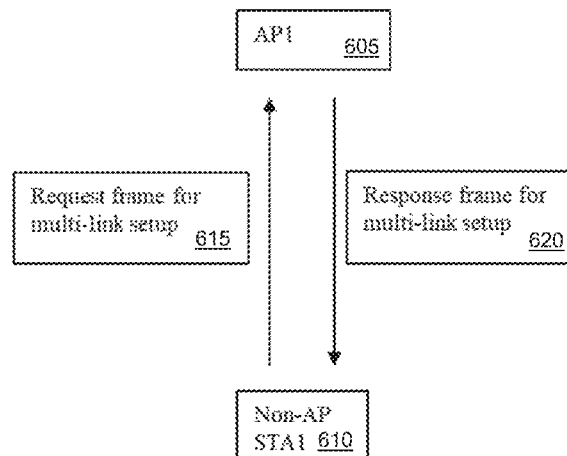 AP1
605
Request frame for
multi-link setup 615
Response frame for
multi-link setup
620
Non-AP
STA1 610